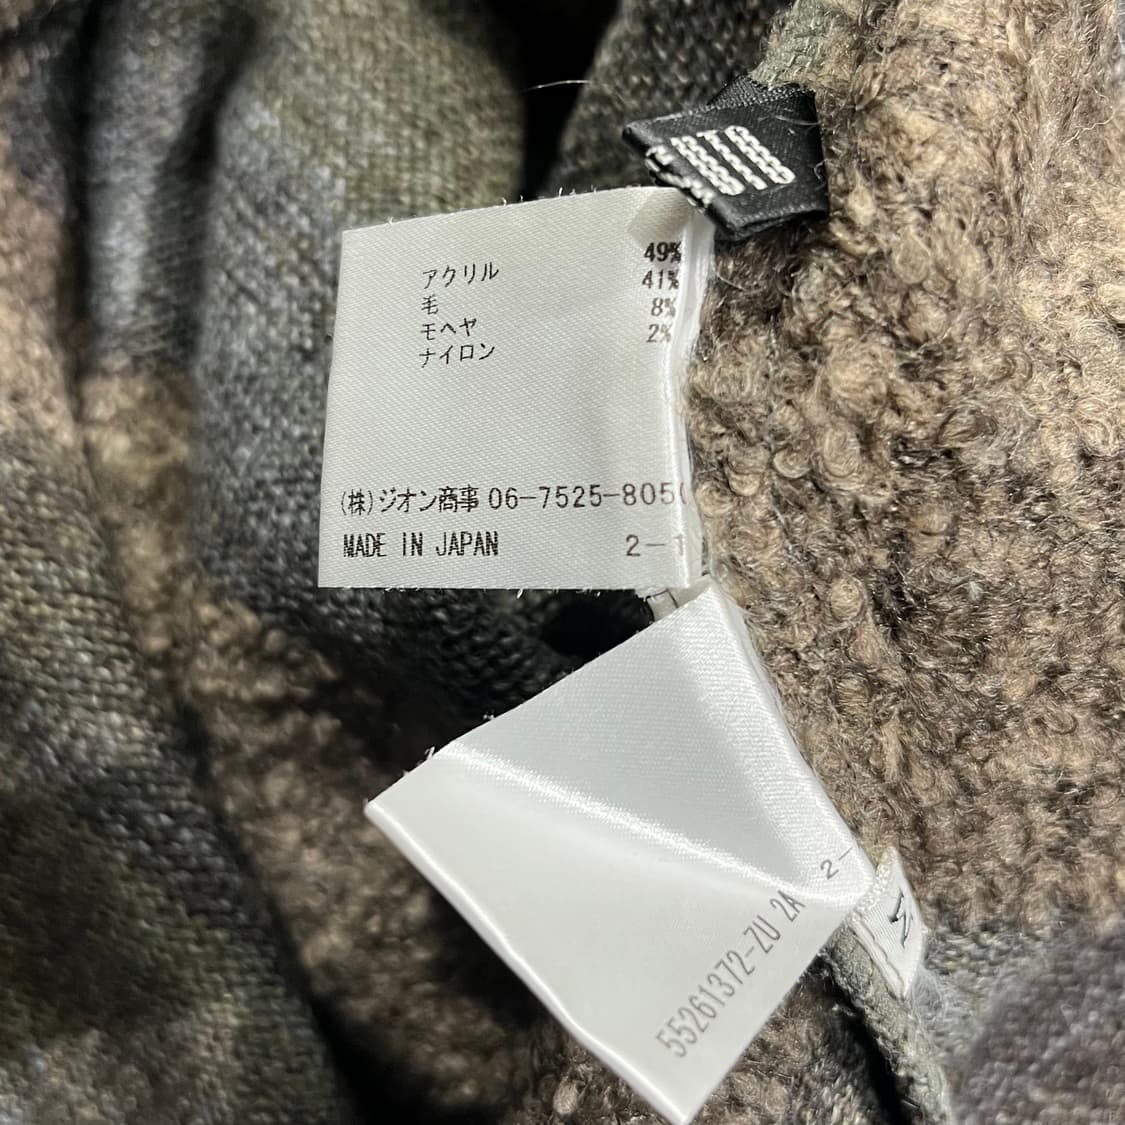 49%
アクリル 41%
毛 8%
モヘヤ 2%
ナイロン
(株)ジオン商事 06-7525-805
MADE IN JAPAN 2-1
2-
55261372-ZU 2A
M